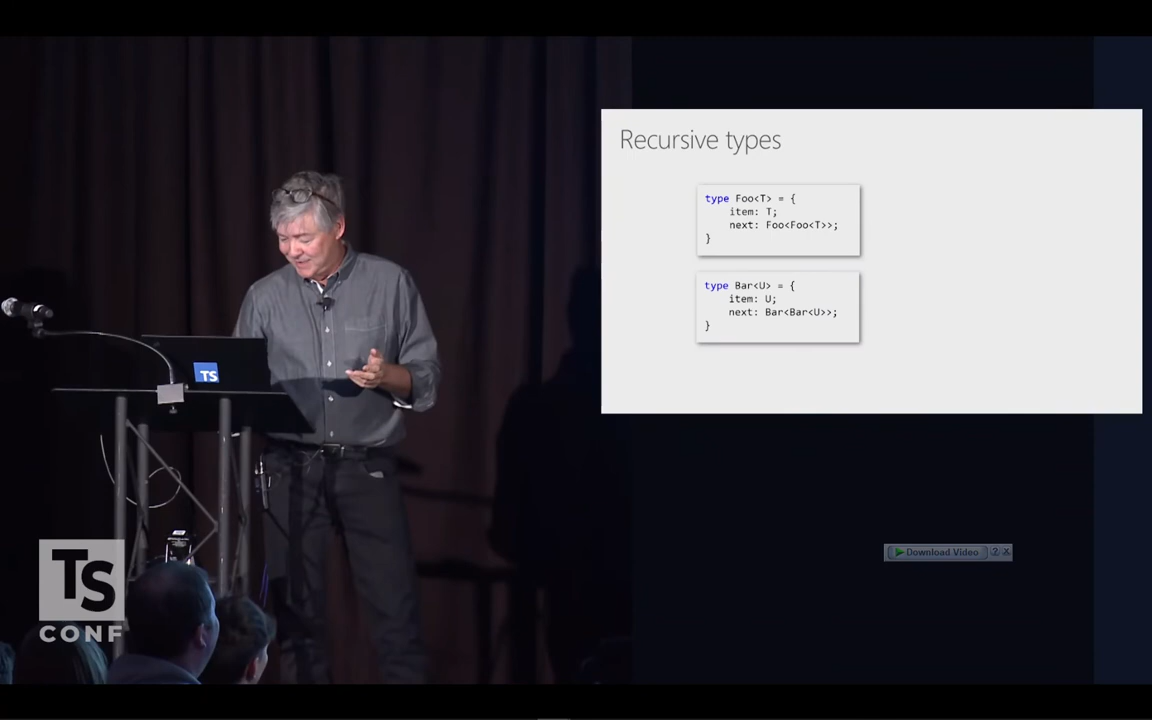 Recursive types
type Foo<T> = {
item: T;
next: Foo<Foo<T>>;
}
type Bar<U> = {
item: U;
next: Bar<Bar<U>>;
}
TS
TS
CONF
Download Video ? X